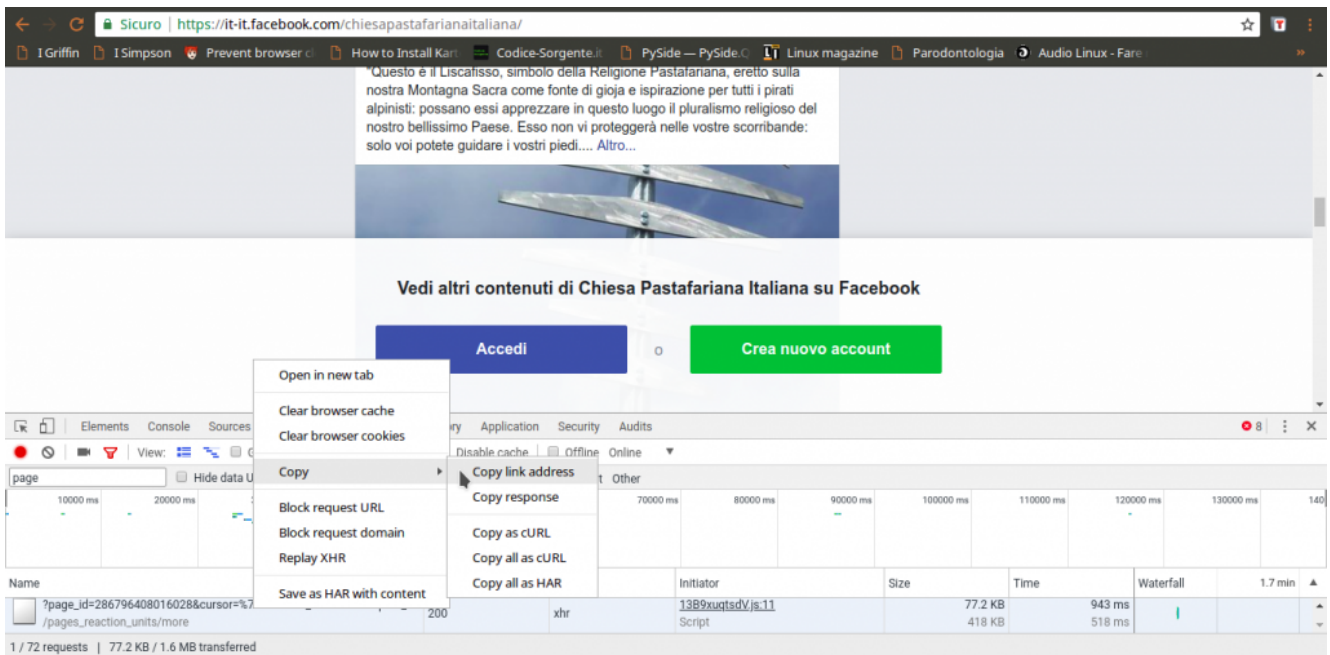 Sicuro | https://it-it.facebook.com/chiesapastafarianaitaliana/
I Griffin I Simpson Prevent browser cl How to Install Kart Codice-Sorgente.it PySide — PySide.Q Linux magazine Parodontologia Audio Linux - Fare »
"Questo è il Liscafisso, simbolo della Religione Pastafariana, eretto sulla
nostra Montagna Sacra come fonte di gioja e ispirazione per tutti i pirati
alpinisti: possano essi apprezzare in questo luogo il pluralismo religioso del
nostro bellissimo Paese. Esso non vi proteggerà nelle vostre scorribande:
solo voi potete guidare i vostri piedi.... Altro...
Vedi altri contenuti di Chiesa Pastafariana Italiana su Facebook
Accedi o Crea nuovo account
Open in new tab
Clear browser cache
Clear browser cookies
Copy
Block request URL
Block request domain
Replay XHR
Save as HAR with content
Copy link address
Copy response
Copy as cURL
Copy all as cURL
Copy all as HAR
Elements Console Sources ry Application Security Audits 8
View: Disable cache Offline Online
page Hide data U t Other
10000 ms 20000 ms 70000 ms 80000 ms 90000 ms 100000 ms 110000 ms 120000 ms 130000 ms 140
Name Initiator Size Time Waterfall 1.7 min
?page_id=286796408016028&cursor=%7 200 xhr 13B9xuqtsdV.js:11 77.2 KB 943 ms
/pages_reaction_units/more Script 418 KB 518 ms
1 / 72 requests | 77.2 KB / 1.6 MB transferred